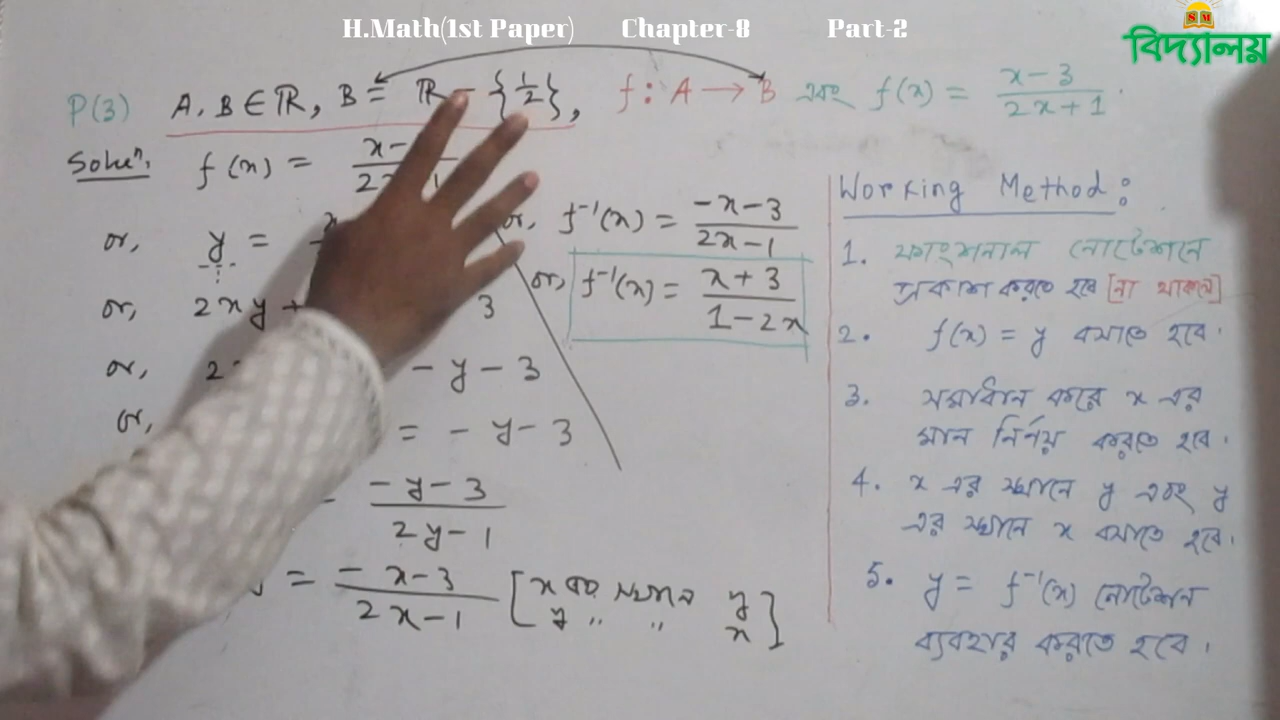 H.Math(1st Paper) Chapter-8 Part-2
SM
বিদ্যালয়
P(3) A, B ∈ ℝ, B = ℝ - {1/2}, f : A → B এবং f(x) = (x-3)/(2x+1).
Solveⁿ. f(x) = x-
or, y =
or, 2xy + 3
or, 2 - y - 3
or, = - y - 3
- (-y-3)/(2y-1)
= (-x-3)/(2x-1) [x এর স্থানে y
y ,, ,, x]
or, f⁻¹(x) = (-x-3)/(2x-1)
or, f⁻¹(x) = (x+3)/(1-2x)
Working Method:
1. ফাংশনাল নোটেশনে
প্রকাশ করতে হবে [না থাকলে]
2. f(x) = y বসাতে হবে.
3. সমাধান করে x এর
মান নির্ণয় করতে হবে.
4. x এর স্থানে y এবং y
এর স্থানে x বসাতে হবে.
5. y = f⁻¹(x) নোটেশন
ব্যবহার করতে হবে.